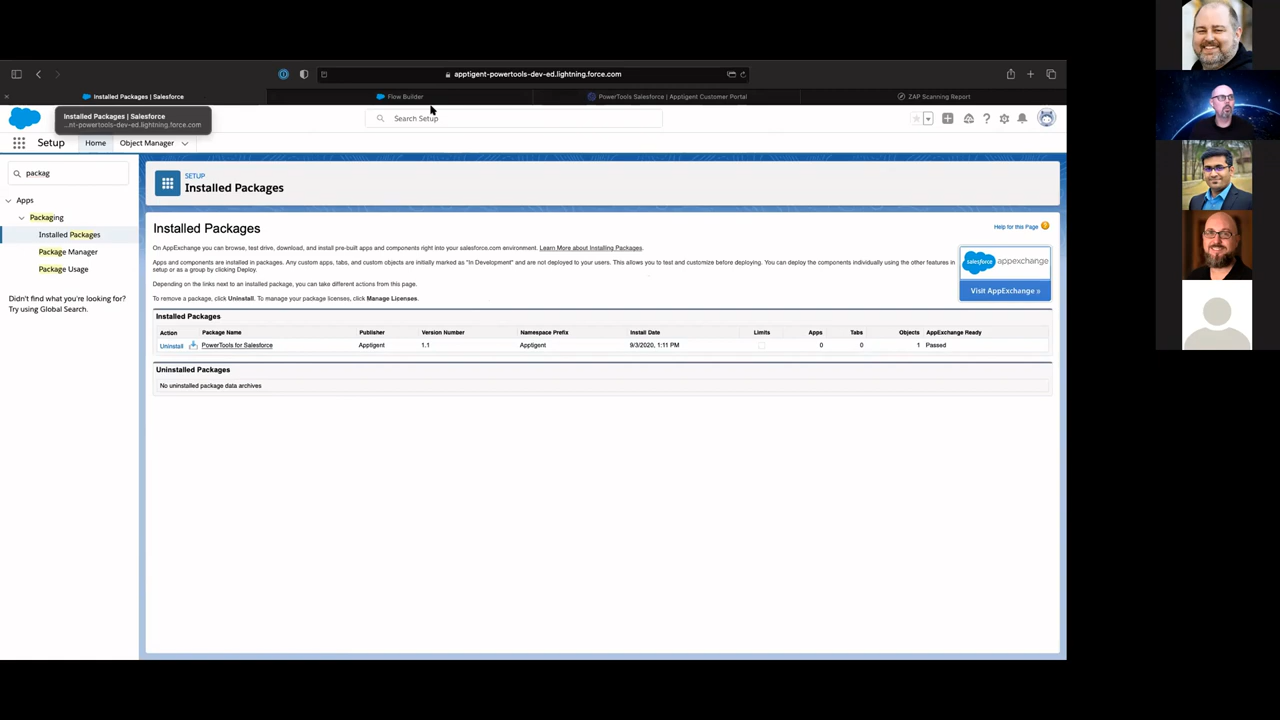 apptigent-powertools-dev-ed.lightning.force.com
Installed Packages | Salesforce
Flow Builder
PowerTools Salesforce | Apptigent Customer Portal
ZAP Scanning Report
Installed Packages | Salesforce
...nt-powertools-dev-ed.lightning.force.com
Search Setup
Setup
Home
Object Manager
packag
Apps
Packaging
Installed Packages
Package Manager
Package Usage
Didn't find what you're looking for?
Try using Global Search.
SETUP
Installed Packages
Installed Packages
Help for this Page
On AppExchange you can browse, test drive, download, and install pre-built apps and components right into your salesforce.com environment. Learn More about Installing Packages.
Apps and components are installed in packages. Any custom apps, tabs, and custom objects are initially marked as "In Development" and are not deployed to your users. This allows you to test and customize before deploying. You can deploy the components individually using the other features in
setup or as a group by clicking Deploy.
Depending on the links next to an installed package, you can take different actions from this page.
To remove a package, click Uninstall. To manage your package licenses, click Manage Licenses.
salesforce appexchange
Visit AppExchange »
Installed Packages
Action Package Name Publisher Version Number Namespace Prefix Install Date Limits Apps Tabs Objects AppExchange Ready
Uninstall PowerTools for Salesforce Apptigent 1.1 Apptigent 9/3/2020, 1:11 PM 0 0 1 Passed
Uninstalled Packages
No uninstalled package data archives